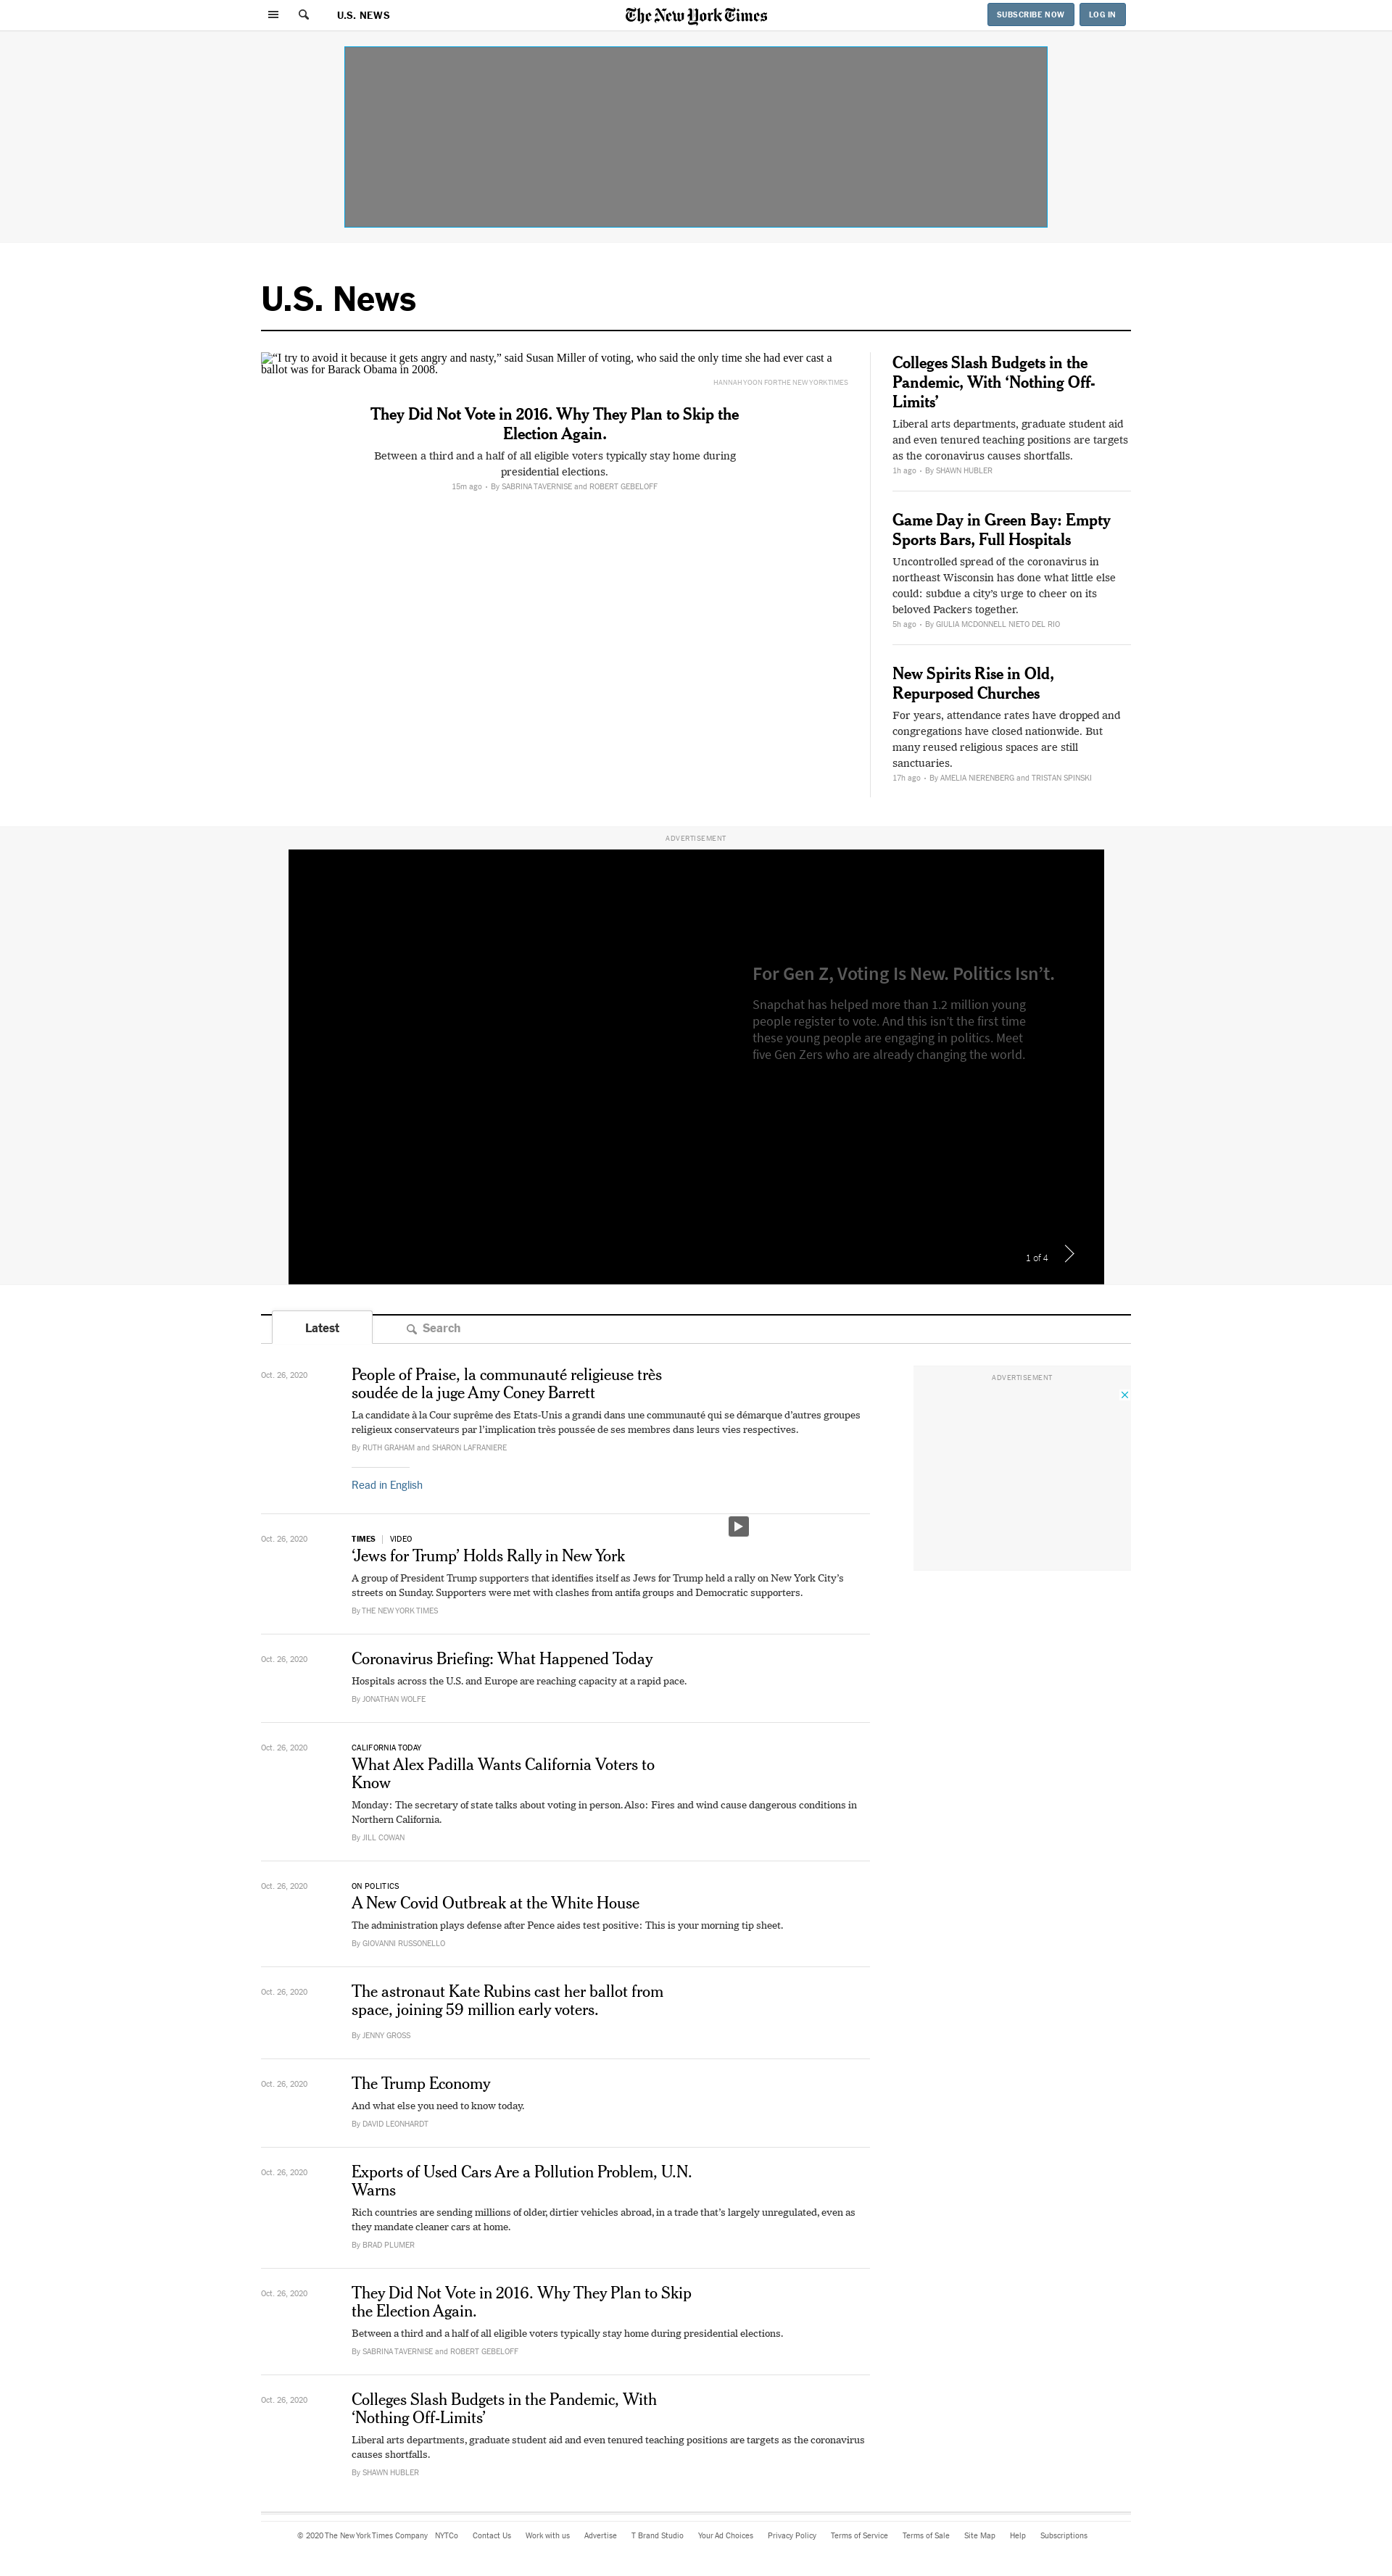 U.S. NEWS
The New York Times
SUBSCRIBE NOW
LOG IN
U.S. News
“I try to avoid it because it gets angry and nasty,” said Susan Miller of voting, who said the only time she had ever cast a
ballot was for Barack Obama in 2008.
HANNAH YOON FOR THE NEW YORK TIMES
They Did Not Vote in 2016. Why They Plan to Skip the
Election Again.
Between a third and a half of all eligible voters typically stay home during
presidential elections.
15m ago • By SABRINA TAVERNISE and ROBERT GEBELOFF
Colleges Slash Budgets in the
Pandemic, With ‘Nothing Off-
Limits’
Liberal arts departments, graduate student aid
and even tenured teaching positions are targets
as the coronavirus causes shortfalls.
1h ago • By SHAWN HUBLER
Game Day in Green Bay: Empty
Sports Bars, Full Hospitals
Uncontrolled spread of the coronavirus in
northeast Wisconsin has done what little else
could: subdue a city’s urge to cheer on its
beloved Packers together.
5h ago • By GIULIA MCDONNELL NIETO DEL RIO
New Spirits Rise in Old,
Repurposed Churches
For years, attendance rates have dropped and
congregations have closed nationwide. But
many reused religious spaces are still
sanctuaries.
17h ago • By AMELIA NIERENBERG and TRISTAN SPINSKI
ADVERTISEMENT
For Gen Z, Voting Is New. Politics Isn’t.
Snapchat has helped more than 1.2 million young
people register to vote. And this isn’t the first time
these young people are engaging in politics. Meet
five Gen Zers who are already changing the world.
1 of 4
Latest
Search
Oct. 26, 2020
People of Praise, la communauté religieuse très
soudée de la juge Amy Coney Barrett
La candidate à la Cour suprême des Etats-Unis a grandi dans une communauté qui se démarque d’autres groupes
religieux conservateurs par l’implication très poussée de ses membres dans leurs vies respectives.
By RUTH GRAHAM and SHARON LAFRANIERE
Read in English
ADVERTISEMENT
Oct. 26, 2020
TIMES | VIDEO
‘Jews for Trump’ Holds Rally in New York
A group of President Trump supporters that identifies itself as Jews for Trump held a rally on New York City’s
streets on Sunday. Supporters were met with clashes from antifa groups and Democratic supporters.
By THE NEW YORK TIMES
Oct. 26, 2020
Coronavirus Briefing: What Happened Today
Hospitals across the U.S. and Europe are reaching capacity at a rapid pace.
By JONATHAN WOLFE
Oct. 26, 2020
CALIFORNIA TODAY
What Alex Padilla Wants California Voters to
Know
Monday: The secretary of state talks about voting in person. Also: Fires and wind cause dangerous conditions in
Northern California.
By JILL COWAN
Oct. 26, 2020
ON POLITICS
A New Covid Outbreak at the White House
The administration plays defense after Pence aides test positive: This is your morning tip sheet.
By GIOVANNI RUSSONELLO
Oct. 26, 2020
The astronaut Kate Rubins cast her ballot from
space, joining 59 million early voters.
By JENNY GROSS
Oct. 26, 2020
The Trump Economy
And what else you need to know today.
By DAVID LEONHARDT
Oct. 26, 2020
Exports of Used Cars Are a Pollution Problem, U.N.
Warns
Rich countries are sending millions of older, dirtier vehicles abroad, in a trade that’s largely unregulated, even as
they mandate cleaner cars at home.
By BRAD PLUMER
Oct. 26, 2020
They Did Not Vote in 2016. Why They Plan to Skip
the Election Again.
Between a third and a half of all eligible voters typically stay home during presidential elections.
By SABRINA TAVERNISE and ROBERT GEBELOFF
Oct. 26, 2020
Colleges Slash Budgets in the Pandemic, With
‘Nothing Off-Limits’
Liberal arts departments, graduate student aid and even tenured teaching positions are targets as the coronavirus
causes shortfalls.
By SHAWN HUBLER
© 2020 The New York Times Company NYTCo Contact Us Work with us Advertise T Brand Studio Your Ad Choices Privacy Policy Terms of Service Terms of Sale Site Map Help Subscriptions